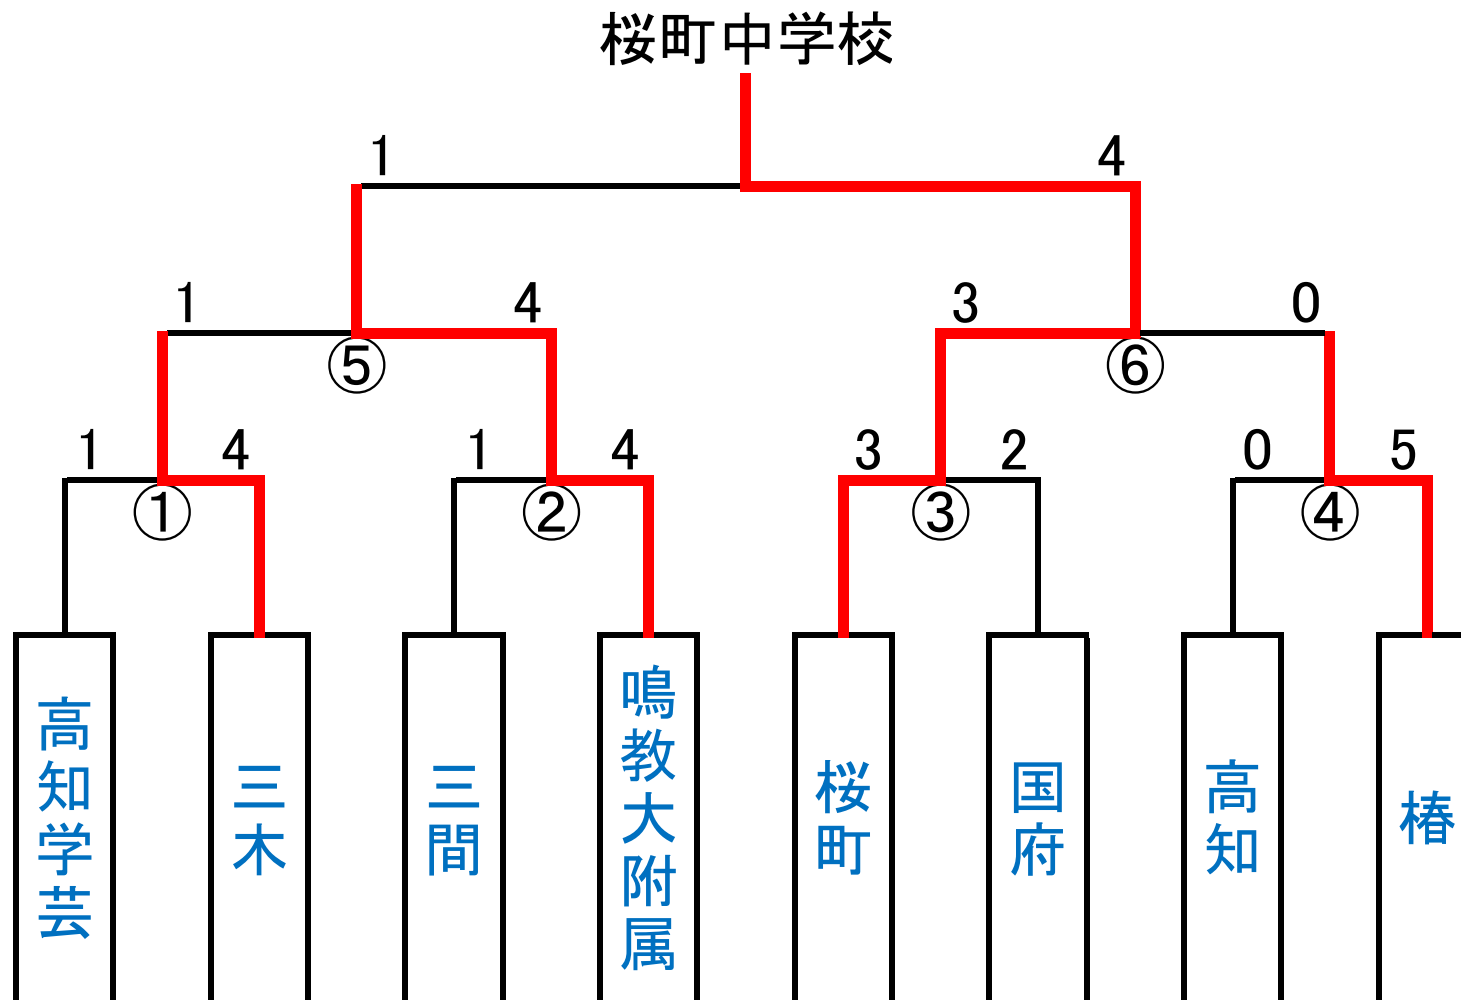 桜町中学校
1 4
1 4 3 0
⑤ ⑥
1 4 1 4 3 2 0 5
① ② ③ ④
高知学芸
三木
三間
鳴教大附属
桜町
国府
高知
椿